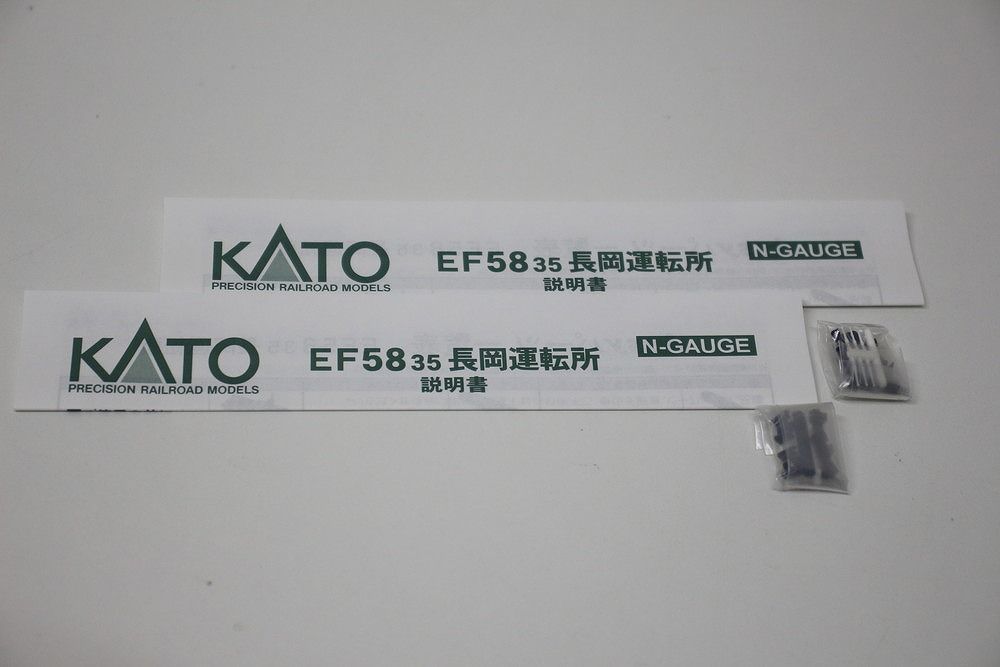 KATO
PRECISION RAILROAD MODELS
EF58 35 長岡運転所
説明書
N-GAUGE
KATO
PRECISION RAILROAD MODELS
EF58 35 長岡運転所
説明書
N-GAUGE